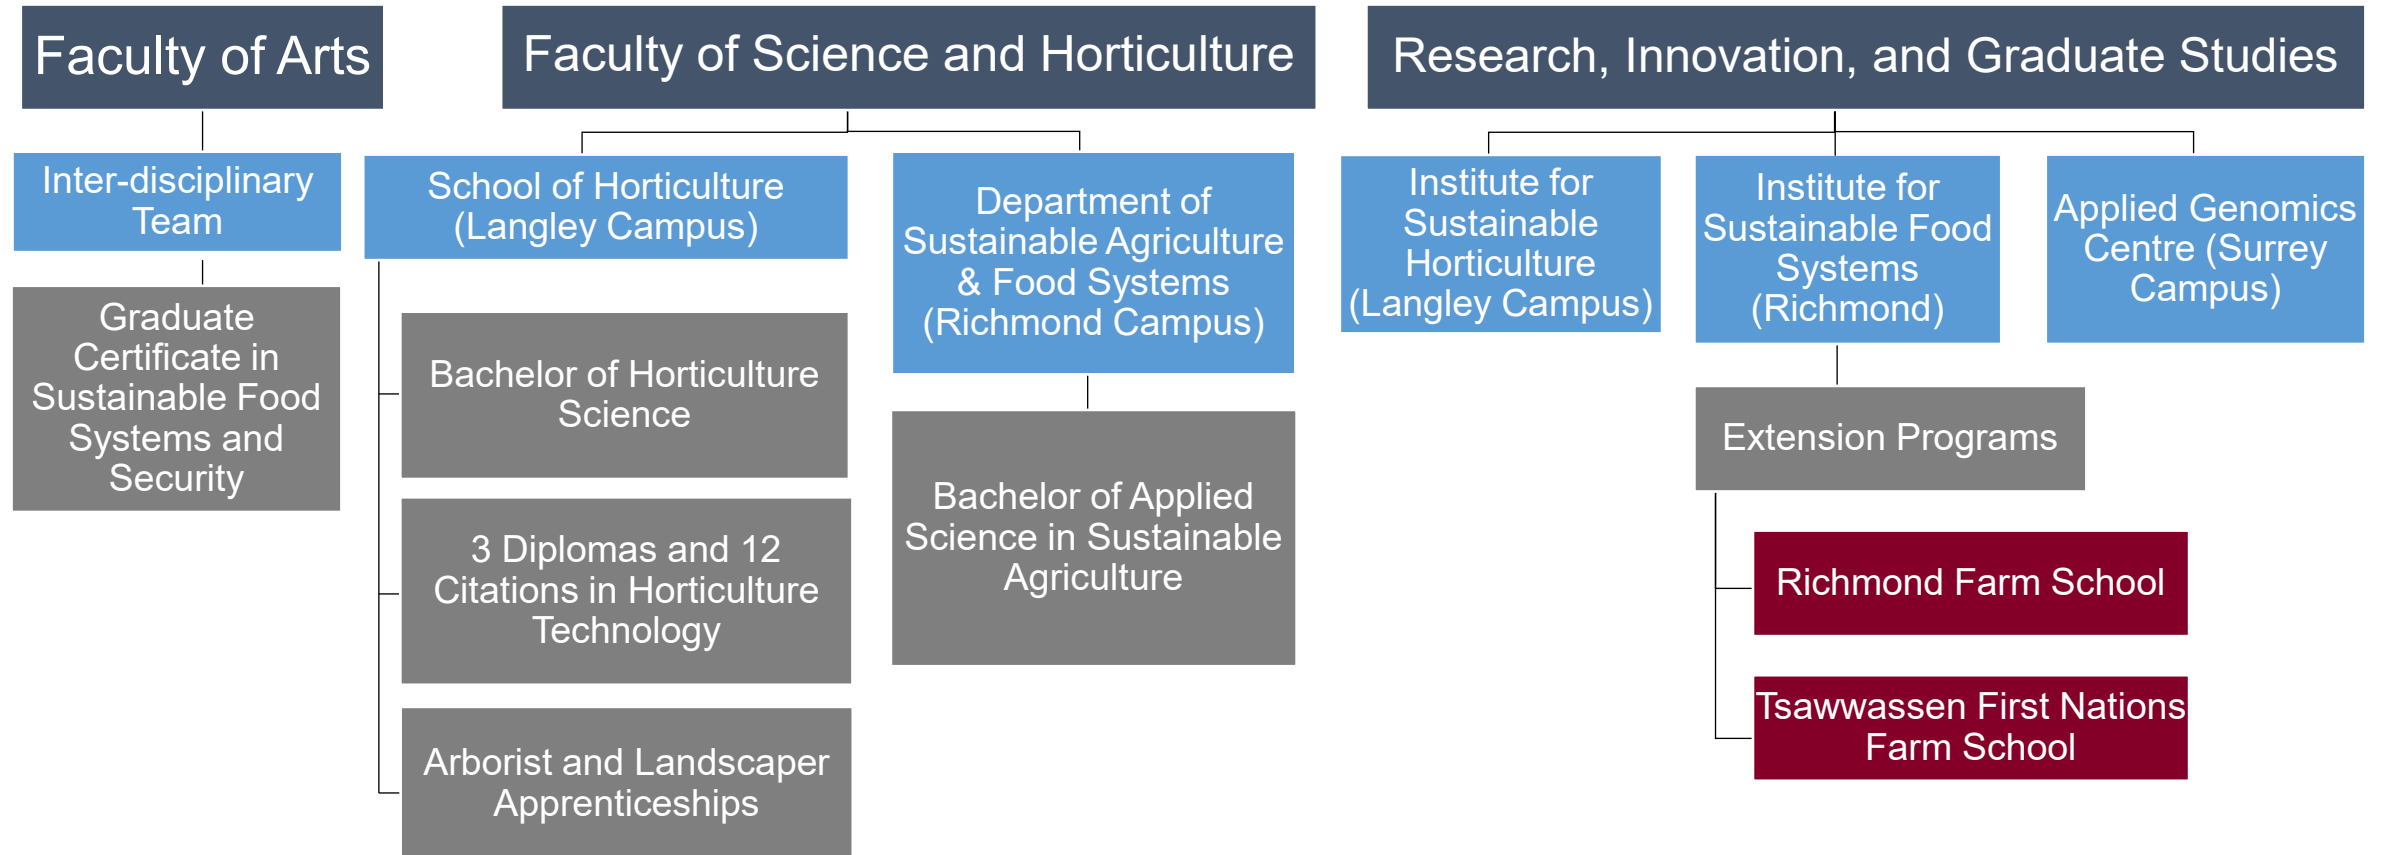 Faculty of Arts
Faculty of Science and Horticulture
Research, Innovation, and Graduate Studies
Inter-disciplinary
Team
Graduate
Certificate in
Sustainable Food
Systems and
Security
School of Horticulture
(Langley Campus)
Bachelor of Horticulture
Science
3 Diplomas and 12
Citations in Horticulture
Technology
Arborist and Landscaper
Apprenticeships
Department of
Sustainable Agriculture
& Food Systems
(Richmond Campus)
Bachelor of Applied
Science in Sustainable
Agriculture
Institute for
Sustainable
Horticulture
(Langley Campus)
Institute for
Sustainable Food
Systems
(Richmond)
Extension Programs
Richmond Farm School
Tsawwassen First Nations
Farm School
Applied Genomics
Centre (Surrey
Campus)